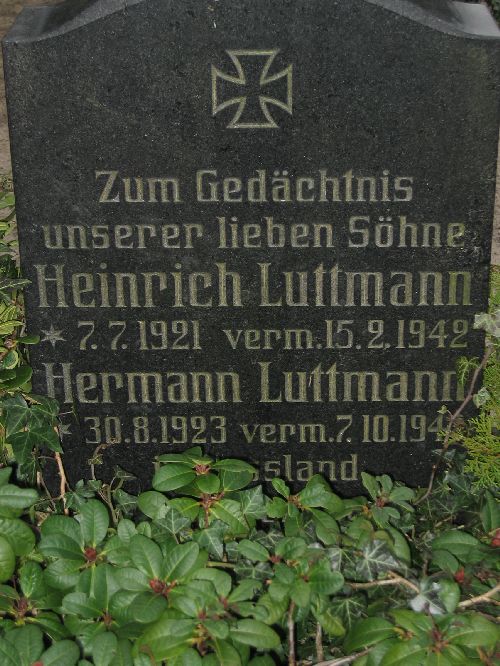 Zum Gedächtnis
unserer lieben Söhne
Heinrich Luttmann
* 7.7.1921 verm. 15.2.1942
Hermann Luttmann
* 30.8.1923 verm. 7.10.194